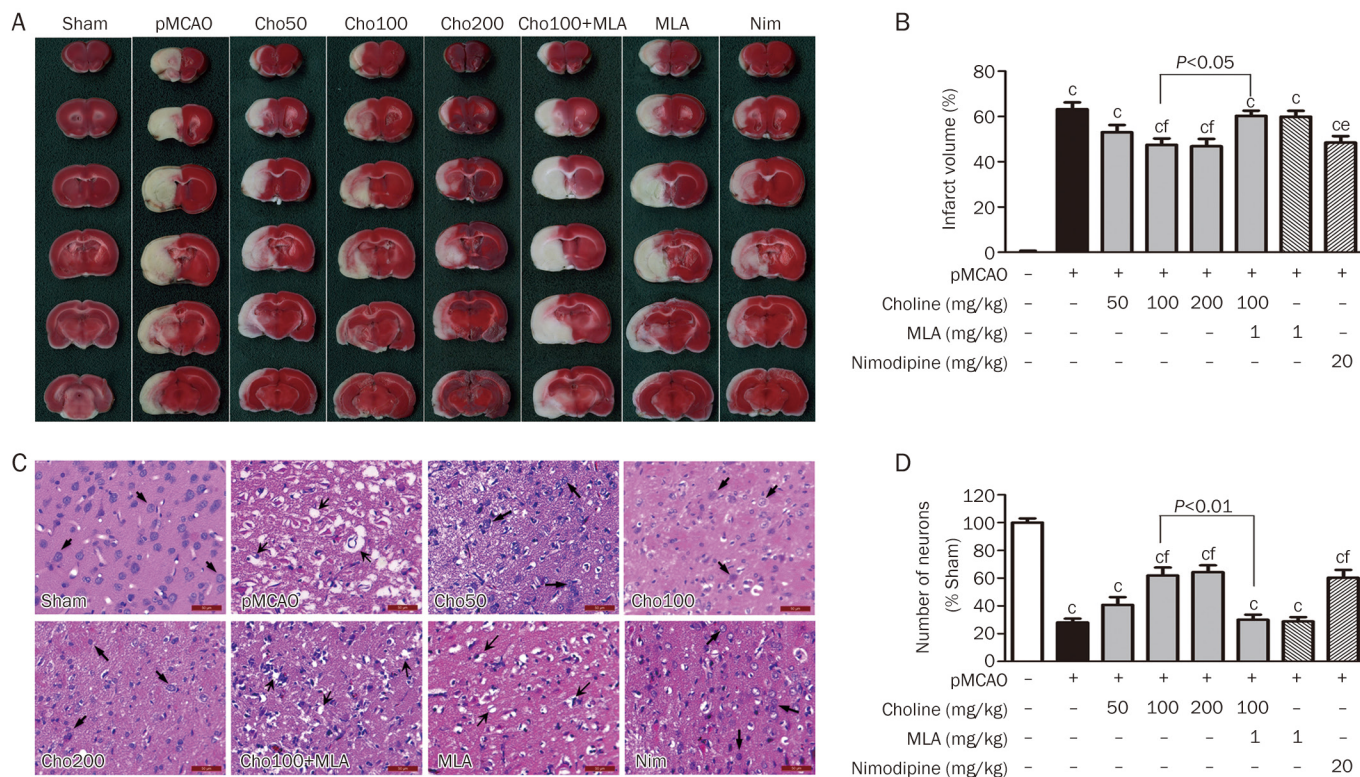 A
Sham pMCAO Cho50 Cho100 Cho200 Cho100+MLA MLA Nim
B
Infarct volume (%)
80
60
40
20
0
P<0.05
c c cf cf c c ce
pMCAO – + + + + + + +
Choline (mg/kg) – – 50 100 200 100 – –
MLA (mg/kg) – – – – – 1 1 –
Nimodipine (mg/kg) – – – – – – – 20
C
Sham pMCAO Cho50 Cho100
Cho200 Cho100+MLA MLA Nim
D
Number of neurons
(% Sham)
120
100
80
60
40
20
0
P<0.01
c c cf cf c c cf
pMCAO – + + + + + + +
Choline (mg/kg) – – 50 100 200 100 – –
MLA (mg/kg) – – – – – 1 1 –
Nimodipine (mg/kg) – – – – – – – 20